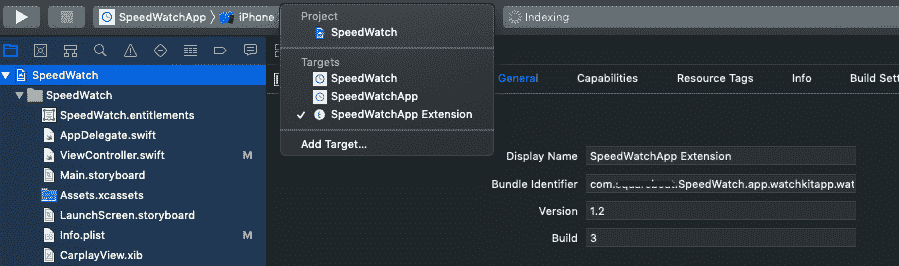 SpeedWatchApp
iPhone
Indexing
Project
SpeedWatch
Targets
SpeedWatch
SpeedWatchApp
SpeedWatchApp Extension
Add Target...
SpeedWatch
SpeedWatch
SpeedWatch.entitlements
AppDelegate.swift
ViewController.swift M
Main.storyboard
Assets.xcassets
LaunchScreen.storyboard
Info.plist M
CarplayView.xib
General Capabilities Resource Tags Info Build Sett
Display Name SpeedWatchApp Extension
Bundle Identifier com. SpeedWatch.app.watchkitapp.wat
Version 1.2
Build 3